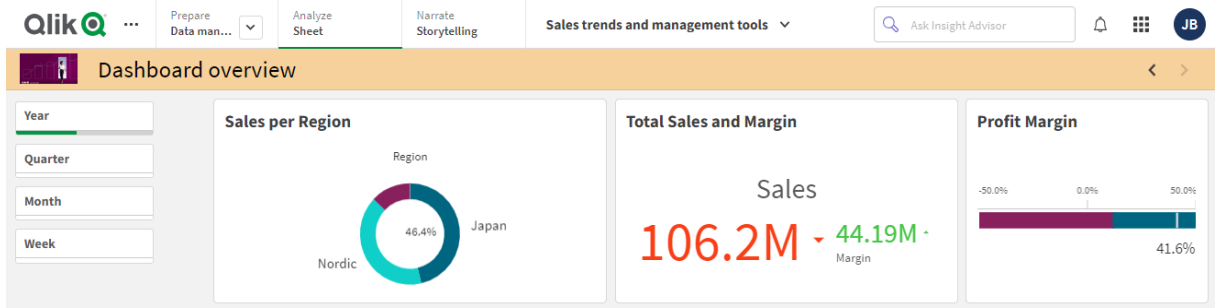 Qlik
Prepare
Data man...
Analyze
Sheet
Narrate
Storytelling
Sales trends and management tools
Ask Insight Advisor
JB
Dashboard overview
Year
Quarter
Month
Week
Sales per Region
Region
46.4%
Japan
Nordic
Total Sales and Margin
Sales
106.2M
44.19M
Margin
Profit Margin
-50.0% 0.0% 50.0%
41.6%